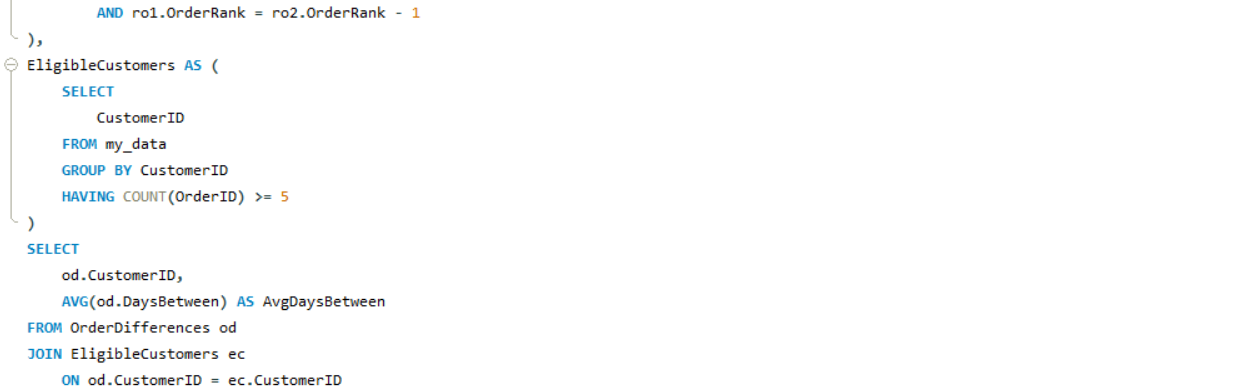 AND ro1.OrderRank = ro2.OrderRank - 1
),
EligibleCustomers AS (
SELECT
CustomerID
FROM my_data
GROUP BY CustomerID
HAVING COUNT(OrderID) >= 5
)
SELECT
od.CustomerID,
AVG(od.DaysBetween) AS AvgDaysBetween
FROM OrderDifferences od
JOIN EligibleCustomers ec
ON od.CustomerID = ec.CustomerID